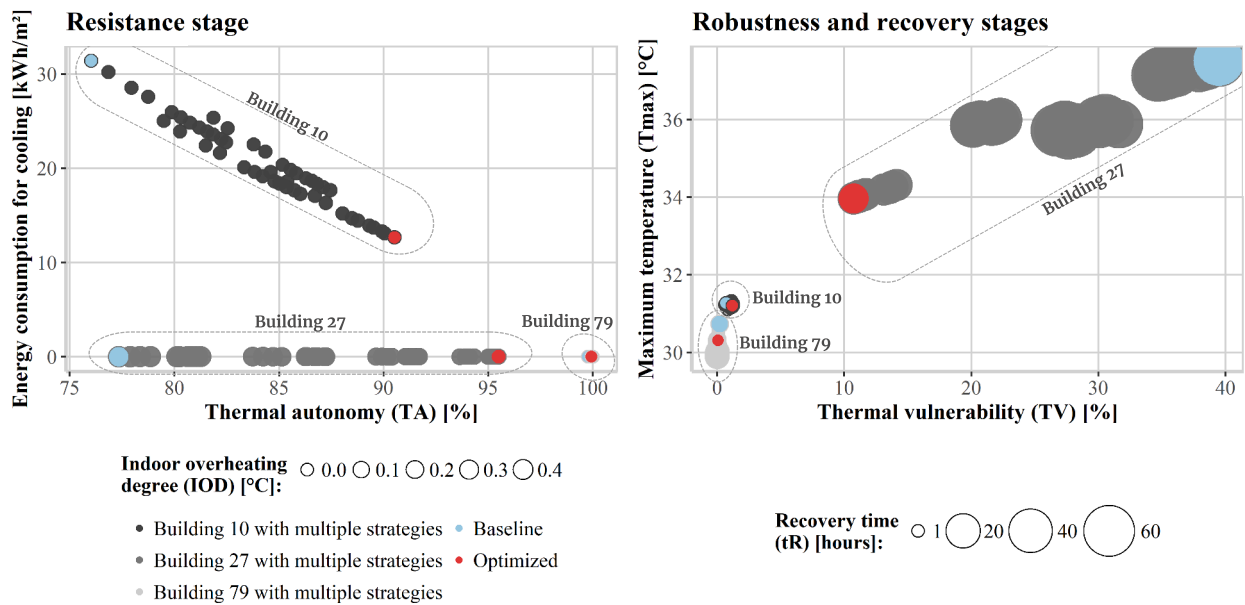 Resistance stage
Energy consumption for cooling [kWh/m²]
30
20
10
0
Building 10
Building 27
Building 79
75
80
85
90
95
100
Thermal autonomy (TA) [%]
Robustness and recovery stages
Maximum temperature (Tmax) [°C]
36
34
32
30
Building 27
Building 10
Building 79
0
10
20
30
40
Thermal vulnerability (TV) [%]
Indoor overheating
degree (IOD) [°C]:
0.0 0.1 0.2 0.3 0.4
Building 10 with multiple strategies Baseline
Building 27 with multiple strategies Optimized
Building 79 with multiple strategies
Recovery time
(tR) [hours]:
1 20 40 60